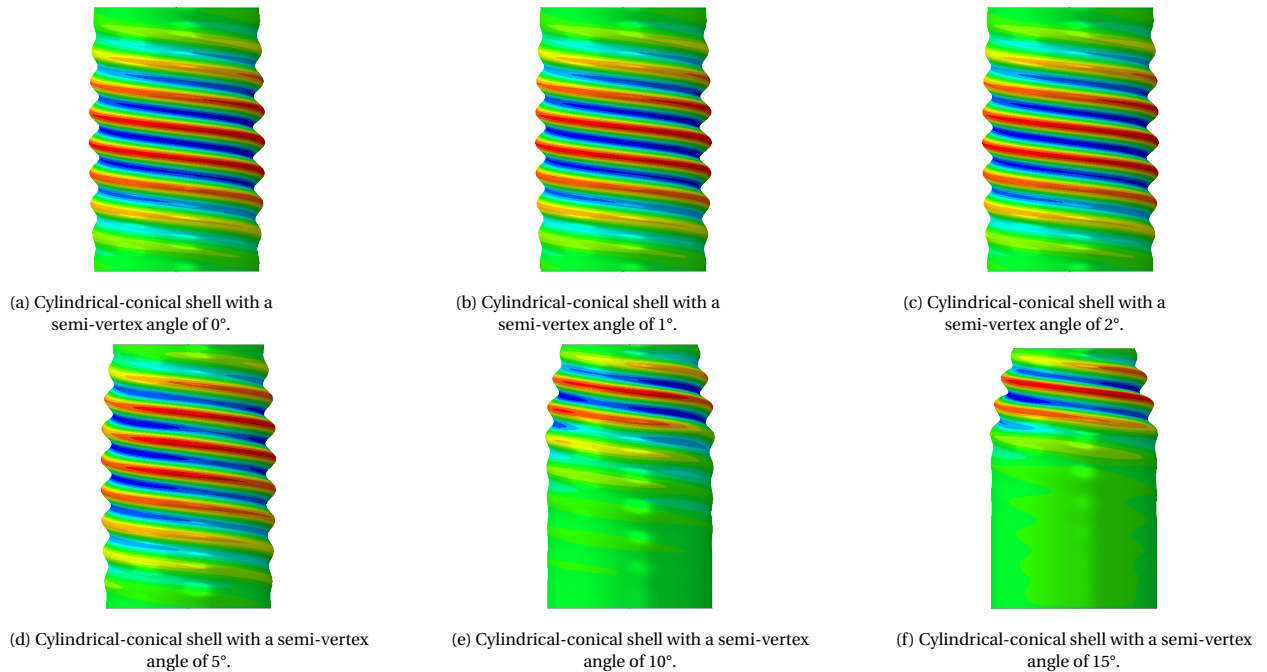 (a) Cylindrical-conical shell with a
semi-vertex angle of 0°.
(b) Cylindrical-conical shell with a
semi-vertex angle of 1°.
(c) Cylindrical-conical shell with a
semi-vertex angle of 2°.
(d) Cylindrical-conical shell with a semi-vertex
angle of 5°.
(e) Cylindrical-conical shell with a semi-vertex
angle of 10°.
(f) Cylindrical-conical shell with a semi-vertex
angle of 15°.